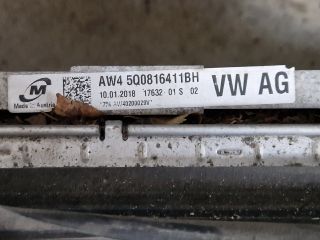 M
Made in Austria
AW4 5Q0816411BH
10.01.2018 17632 01 S 02
VW AG